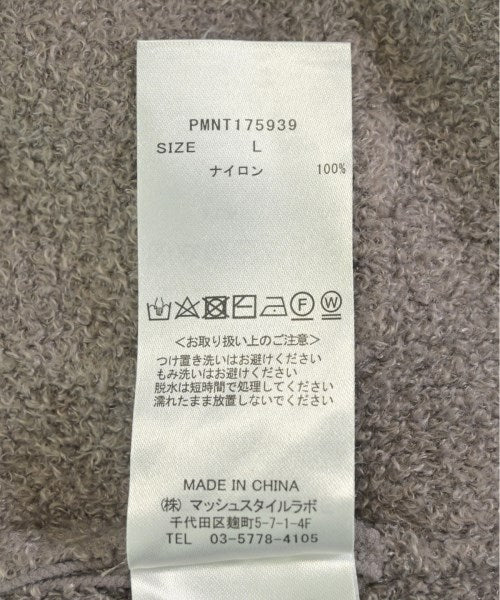 PMNT175939
SIZE L
ナイロン 100%
<お取り扱い上のご注意>
つけ置き洗いはお避けください
もみ洗いはお避けください
脱水は短時間で処理してください
濡れたまま放置しないでください
MADE IN CHINA
(株) マッシュスタイルラボ
千代田区麹町5-7-1-4F
TEL 03-5778-4105